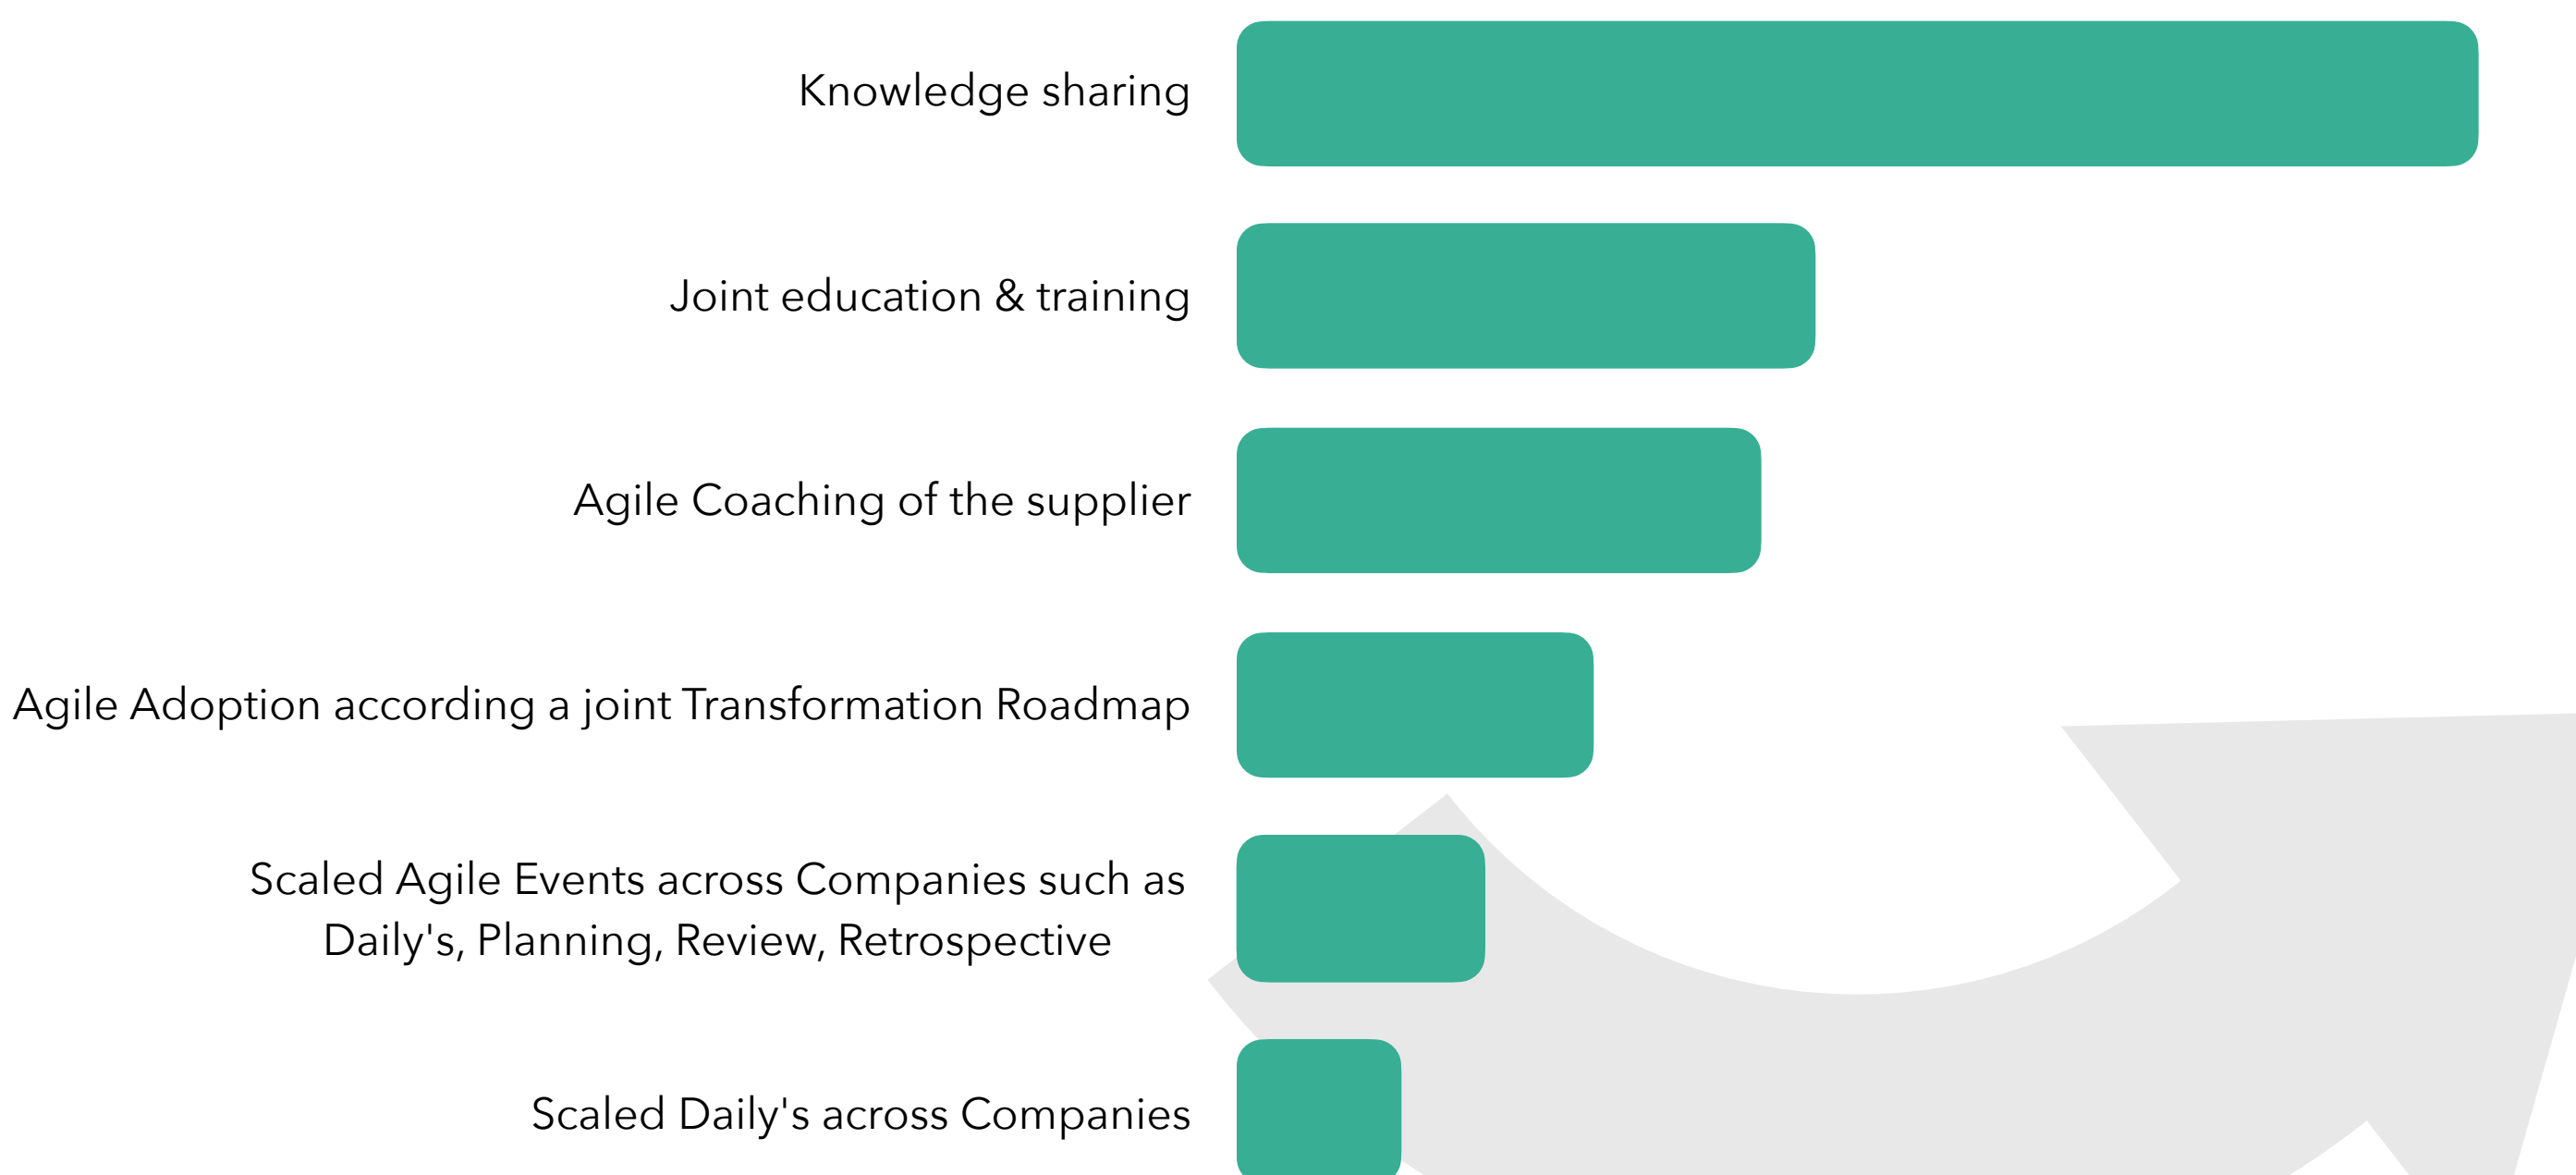 Knowledge sharing
Joint education & training
Agile Coaching of the supplier
Agile Adoption according a joint Transformation Roadmap
Scaled Agile Events across Companies such as
Daily's, Planning, Review, Retrospective
Scaled Daily's across Companies